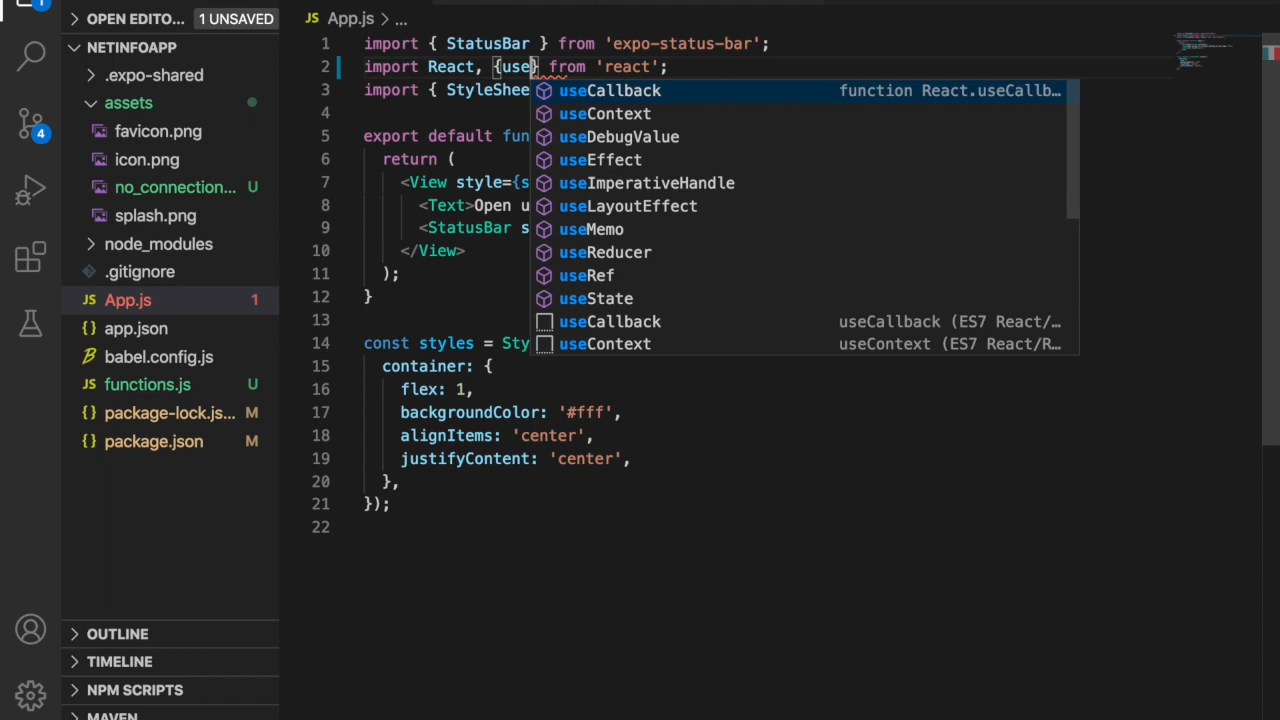 1
OPEN EDITO... 1 UNSAVED
NETINFOAPP
.expo-shared
assets
favicon.png
icon.png
no_connection... U
splash.png
node_modules
.gitignore
JS App.js 1
{} app.json
babel.config.js
JS functions.js U
{} package-lock.js... M
{} package.json M
4
OUTLINE
TIMELINE
NPM SCRIPTS
MAVEN
JS App.js > ...
1 import { StatusBar } from 'expo-status-bar';
2 import React, {use} from 'react';
3 import { StyleShee
4
5 export default fun
6 return (
7 <View style={s
8 <Text>Open u
9 <StatusBar s
10 </View>
11 );
12 }
13
14 const styles = Sty
15 container: {
16 flex: 1,
17 backgroundColor: '#fff',
18 alignItems: 'center',
19 justifyContent: 'center',
20 },
21 });
22
useCallback function React.useCallb...
useContext
useDebugValue
useEffect
useImperativeHandle
useLayoutEffect
useMemo
useReducer
useRef
useState
useCallback useCallback (ES7 React/...
useContext useContext (ES7 React/R...